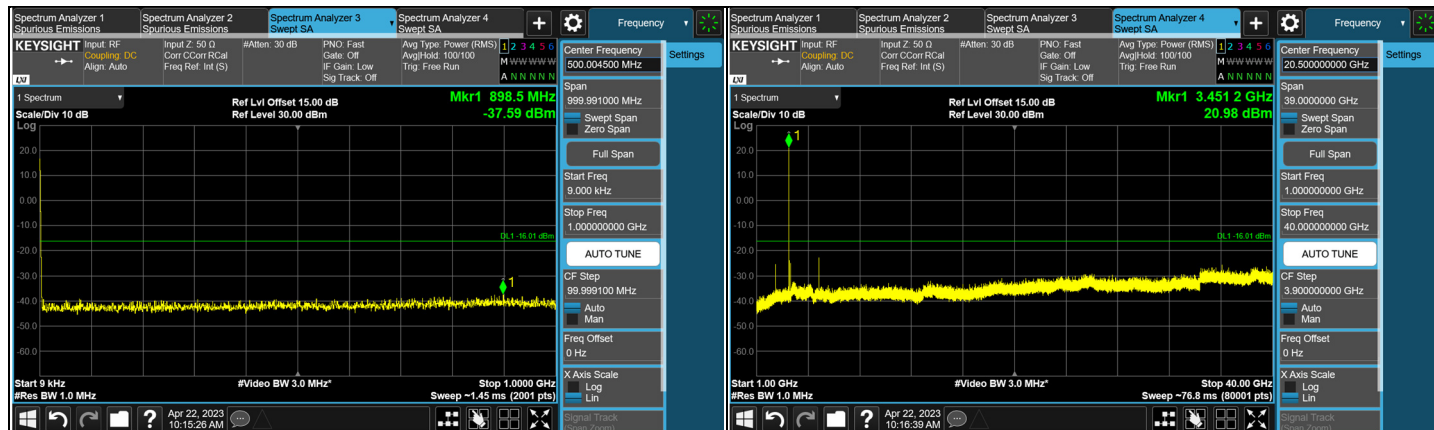 Spectrum Analyzer 1
Spurious Emissions
Spectrum Analyzer 2
Spurious Emissions
Spectrum Analyzer 3
Swept SA
Spectrum Analyzer 4
Swept SA
+
Frequency
KEYSIGHT
LXI
Input: RF
Coupling: DC
Align: Auto
Input Z: 50 Ω
Corr CCorr RCal
Freq Ref: Int (S)
#Atten: 30 dB
PNO: Fast
Gate: Off
IF Gain: Low
Sig Track: Off
Avg Type: Power (RMS)
Avg|Hold: 100/100
Trig: Free Run
1 2 3 4 5 6
M W W W W W
A N N N N N
Center Frequency
500.004500 MHz
Settings
1 Spectrum
Scale/Div 10 dB
Log
Ref Lvl Offset 15.00 dB
Ref Level 30.00 dBm
Mkr1 898.5 MHz
-37.59 dBm
Span
999.991000 MHz
Swept Span
Zero Span
Full Span
Start Freq
9.000 kHz
Stop Freq
1.000000000 GHz
AUTO TUNE
CF Step
99.999100 MHz
Auto
Man
Freq Offset
0 Hz
X Axis Scale
Log
Lin
Signal Track
(Span Zoom)
20.0
10.0
0.00
-10.0
-20.0
-30.0
-40.0
-50.0
-60.0
DL1 -16.01 dBm
1
Start 9 kHz
#Res BW 1.0 MHz
#Video BW 3.0 MHz*
Stop 1.0000 GHz
Sweep ~1.45 ms (2001 pts)
?
Apr 22, 2023
10:15:26 AM
Spectrum Analyzer 1
Spurious Emissions
Spectrum Analyzer 2
Spurious Emissions
Spectrum Analyzer 3
Swept SA
Spectrum Analyzer 4
Swept SA
+
Frequency
KEYSIGHT
LXI
Input: RF
Coupling: DC
Align: Auto
Input Z: 50 Ω
Corr CCorr RCal
Freq Ref: Int (S)
#Atten: 30 dB
PNO: Fast
Gate: Off
IF Gain: Low
Sig Track: Off
Avg Type: Power (RMS)
Avg|Hold: 100/100
Trig: Free Run
1 2 3 4 5 6
M W W W W W
A N N N N N
Center Frequency
20.500000000 GHz
Settings
1 Spectrum
Scale/Div 10 dB
Log
Ref Lvl Offset 15.00 dB
Ref Level 30.00 dBm
Mkr1 3.451 2 GHz
20.98 dBm
Span
39.0000000 GHz
Swept Span
Zero Span
Full Span
Start Freq
1.000000000 GHz
Stop Freq
40.000000000 GHz
AUTO TUNE
CF Step
3.900000000 GHz
Auto
Man
Freq Offset
0 Hz
X Axis Scale
Log
Lin
Signal Track
(Span Zoom)
20.0
10.0
0.00
-10.0
-20.0
-30.0
-40.0
-50.0
-60.0
DL1 -16.01 dBm
1
Start 1.00 GHz
#Res BW 1.0 MHz
#Video BW 3.0 MHz*
Stop 40.00 GHz
Sweep ~76.8 ms (80001 pts)
?
Apr 22, 2023
10:16:39 AM